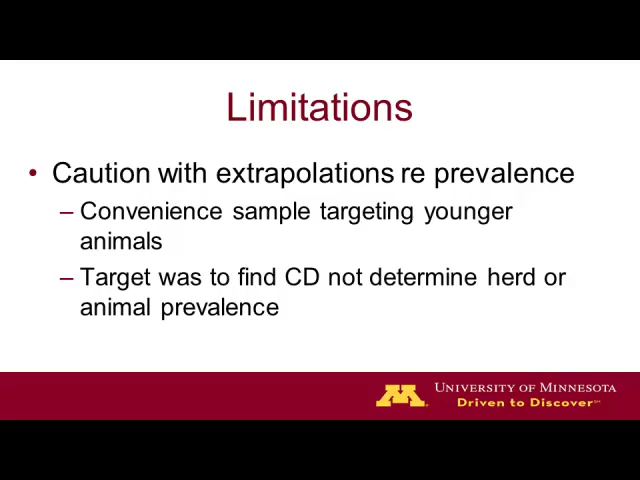 Limitations
• Caution with extrapolations re prevalence
– Convenience sample targeting younger
animals
– Target was to find CD not determine herd or
animal prevalence
UNIVERSITY OF MINNESOTA
Driven to Discover℠